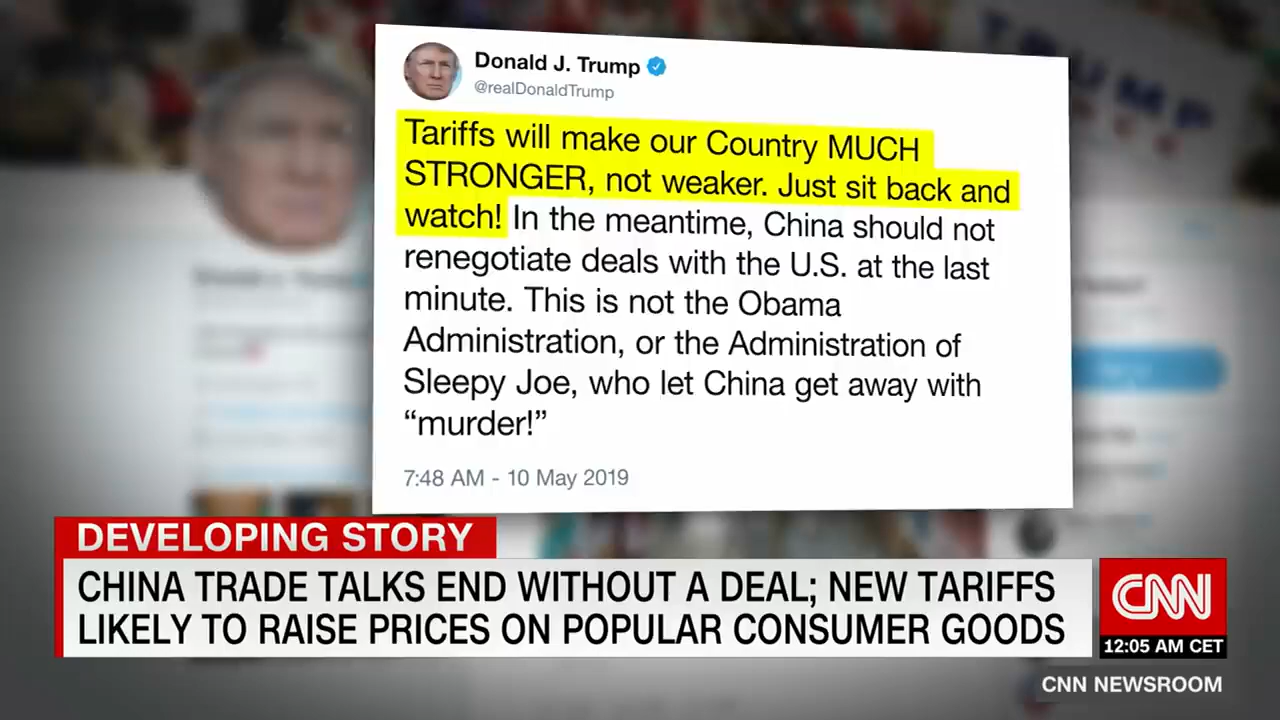 Donald J. Trump
@realDonaldTrump
Tariffs will make our Country MUCH
STRONGER, not weaker. Just sit back and
watch! In the meantime, China should not
renegotiate deals with the U.S. at the last
minute. This is not the Obama
Administration, or the Administration of
Sleepy Joe, who let China get away with
“murder!”
7:48 AM - 10 May 2019
TRUMP
DEVELOPING STORY
CHINA TRADE TALKS END WITHOUT A DEAL; NEW TARIFFS
LIKELY TO RAISE PRICES ON POPULAR CONSUMER GOODS
CNN
12:05 AM CET
CNN NEWSROOM